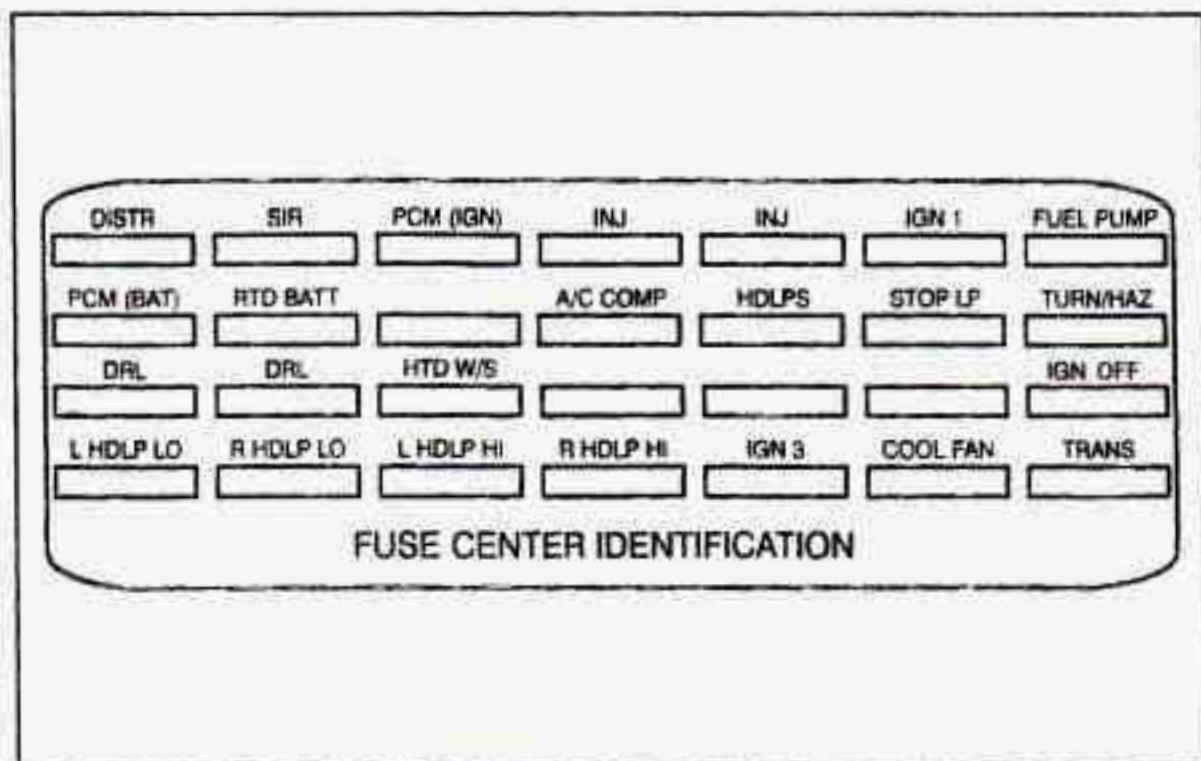 DISTR SIR PCM (IGN) INJ INJ IGN 1 FUEL PUMP
PCM (BAT) RTD BATT A/C COMP HDLPS STOP LP TURN/HAZ
DRL DRL HTD W/S IGN OFF
L HDLP LO R HDLP LO L HDLP HI R HDLP HI IGN 3 COOL FAN TRANS
FUSE CENTER IDENTIFICATION